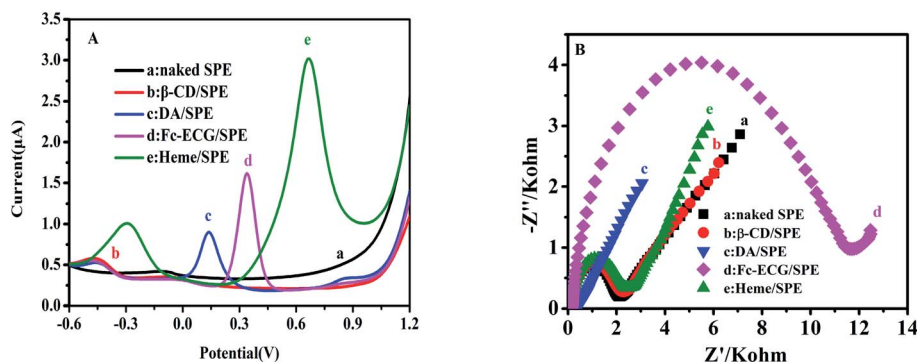 A
a:naked SPE
b:β-CD/SPE
c:DA/SPE
d:Fc-ECG/SPE
e:Heme/SPE
e
d
c
b
a
Current(μA)
3.5
3.0
2.5
2.0
1.5
1.0
0.5
0.0
-0.6
-0.3
0.0
0.3
0.6
0.9
1.2
Potential(V)
B
e
a
b
c
d
a:naked SPE
b:β-CD/SPE
c:DA/SPE
d:Fc-ECG/SPE
e:Heme/SPE
-Z''/Kohm
4
3
2
1
0
0
2
4
6
8
10
12
14
Z'/Kohm